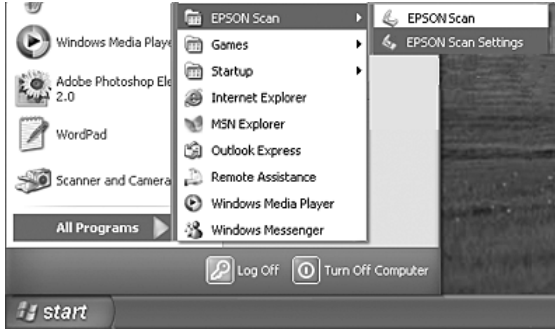 Windows Media Playe
Adobe Photoshop Ele
2.0
WordPad
Scanner and Camera
All Programs
EPSON Scan
Games
Startup
Internet Explorer
MSN Explorer
Outlook Express
Remote Assistance
Windows Media Player
Windows Messenger
EPSON Scan
EPSON Scan Settings
Log Off
Turn Off Computer
start